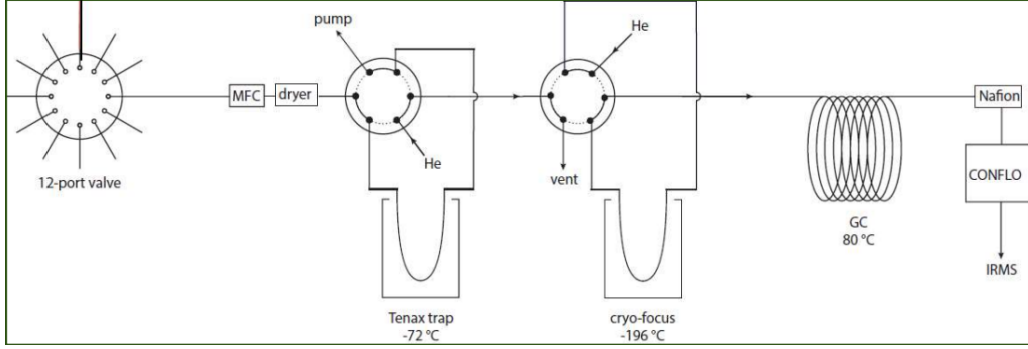 pump
He
MFC
dryer
Nafion
12-port valve
He
vent
CONFLO
GC
80 °C
IRMS
Tenax trap
-72 °C
cryo-focus
-196 °C